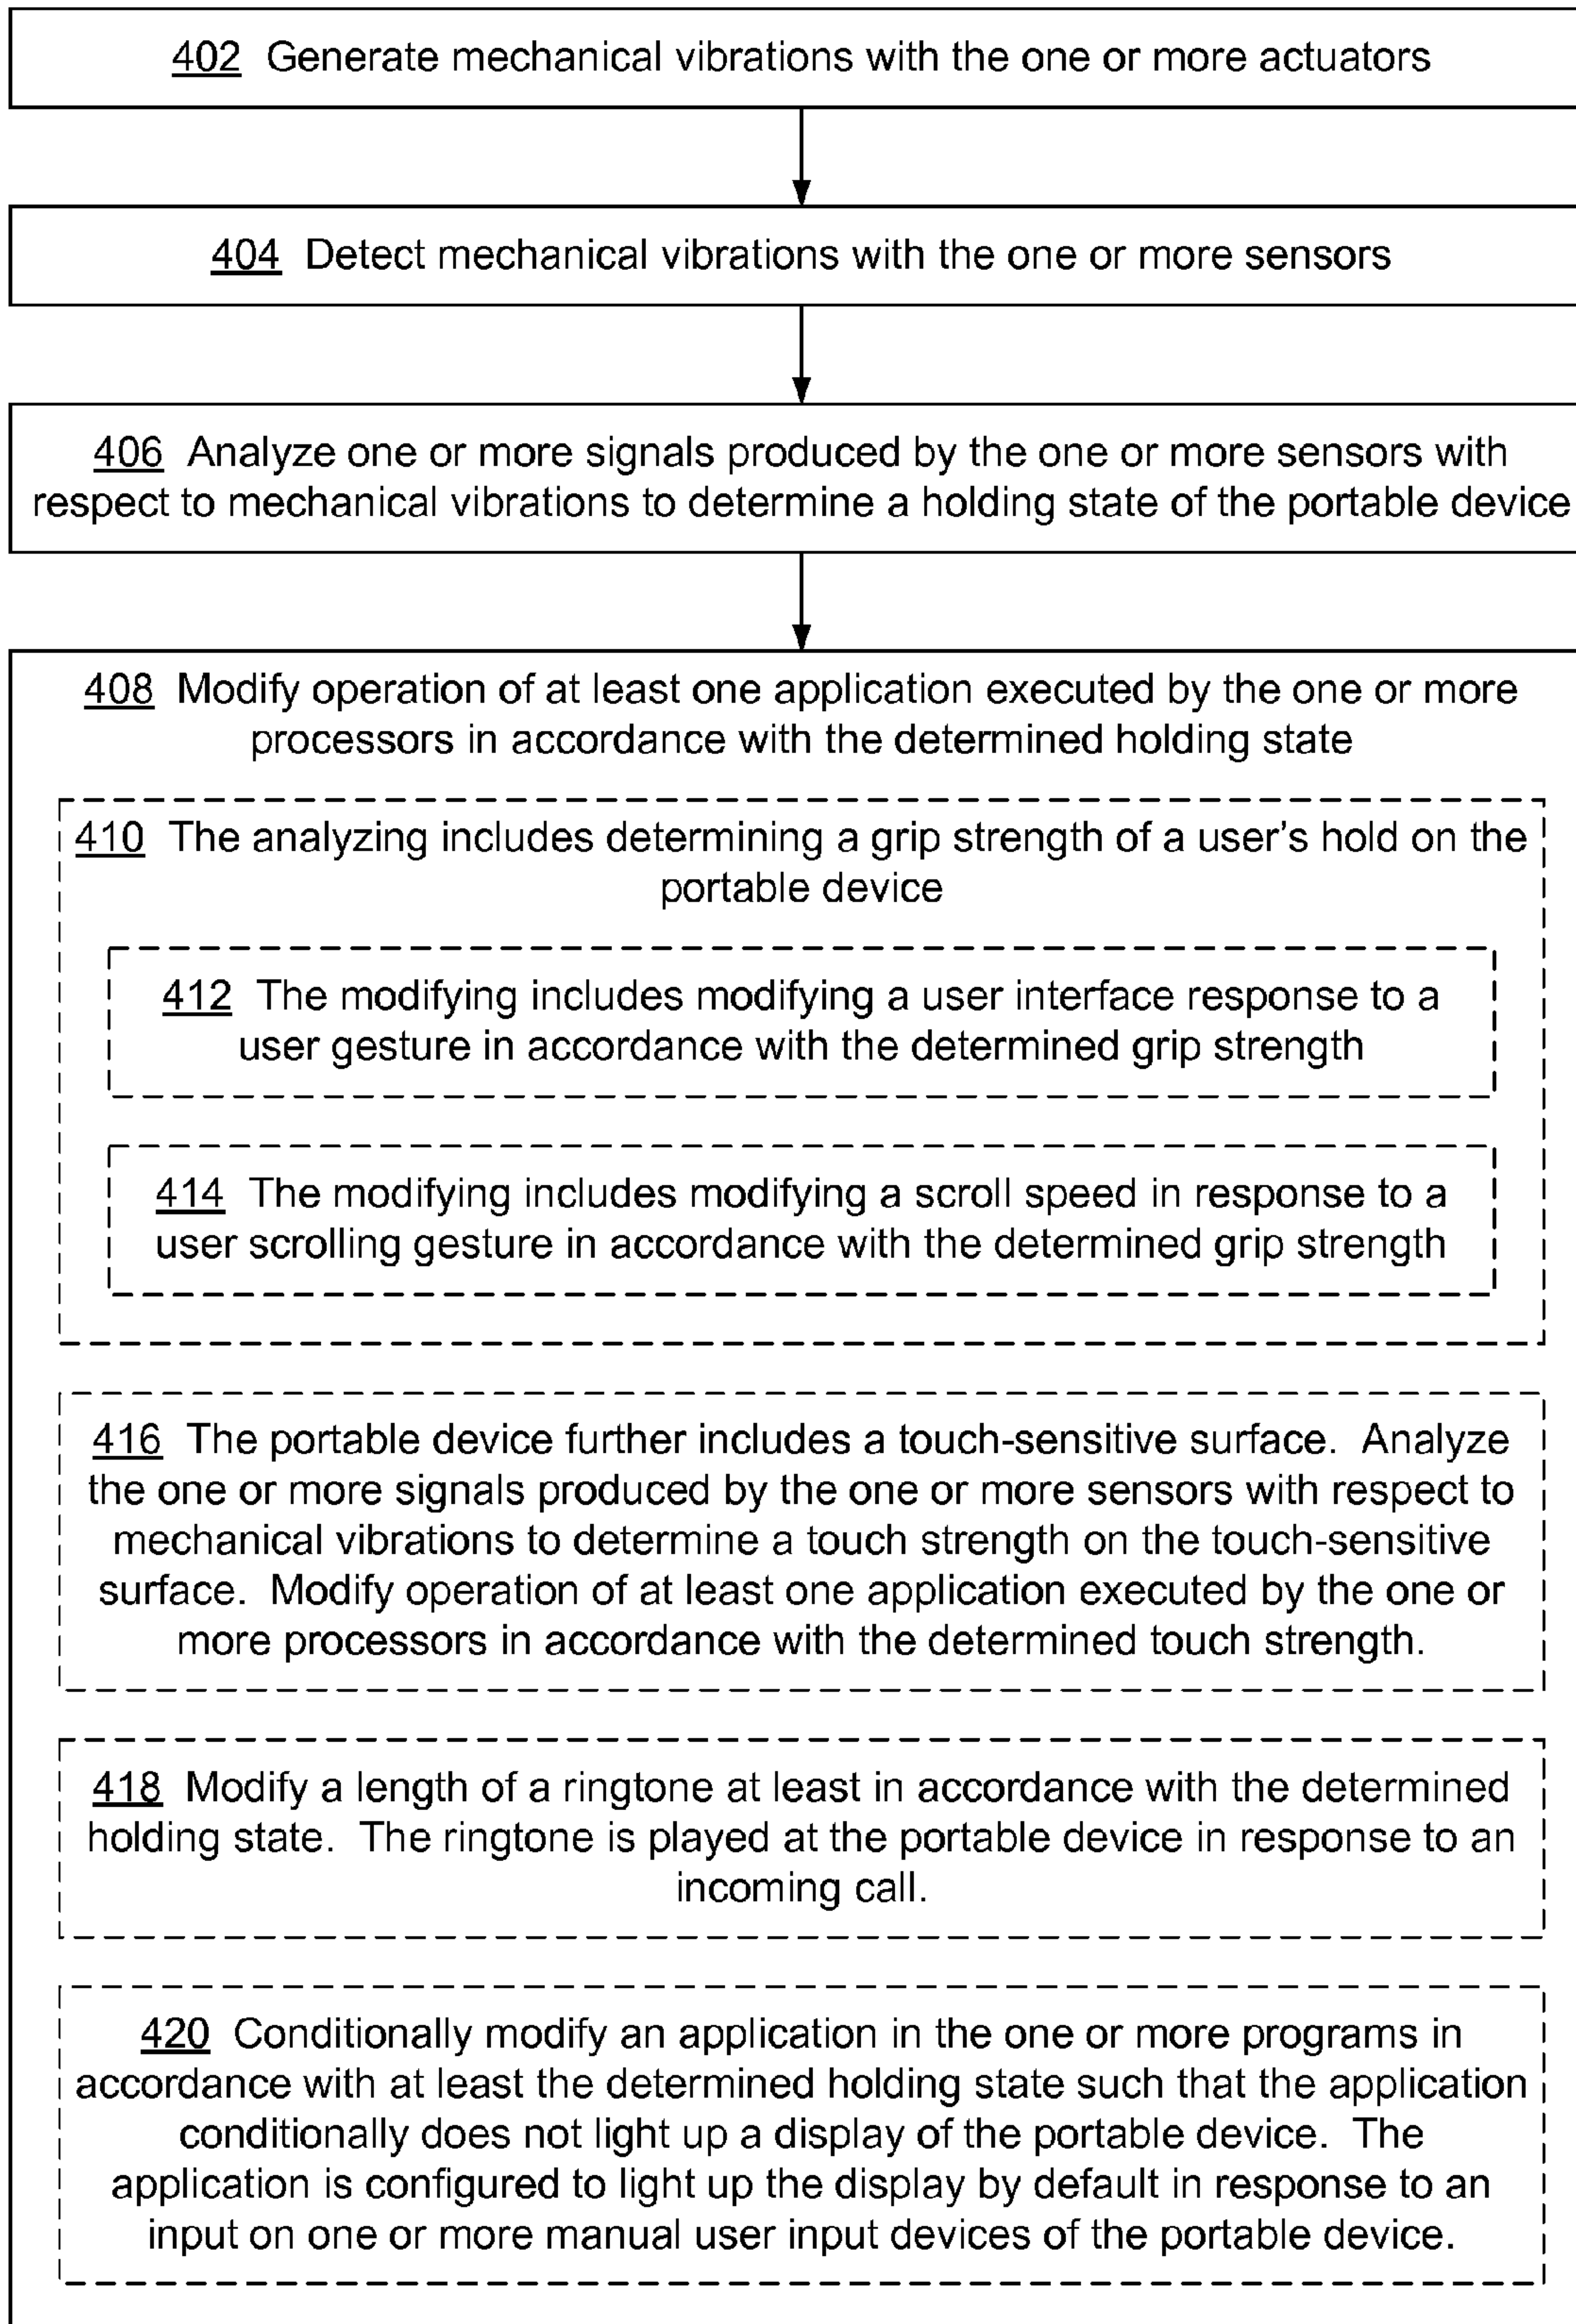 402 Generate mechanical vibrations with the one or more actuators
404 Detect mechanical vibrations with the one or more sensors
406 Analyze one or more signals produced by the one or more sensors with
respect to mechanical vibrations to determine a holding state of the portable device
408 Modify operation of at least one application executed by the one or more
processors in accordance with the determined holding state
410 The analyzing includes determining a grip strength of a user's hold on the
portable device
412 The modifying includes modifying a user interface response to a
user gesture in accordance with the determined grip strength
414 The modifying includes modifying a scroll speed in response to a
user scrolling gesture in accordance with the determined grip strength
416 The portable device further includes a touch-sensitive surface. Analyze
the one or more signals produced by the one or more sensors with respect to
mechanical vibrations to determine a touch strength on the touch-sensitive
surface. Modify operation of at least one application executed by the one or
more processors in accordance with the determined touch strength.
418 Modify a length of a ringtone at least in accordance with the determined
holding state. The ringtone is played at the portable device in response to an
incoming call.
420 Conditionally modify an application in the one or more programs in
accordance with at least the determined holding state such that the application
conditionally does not light up a display of the portable device. The
application is configured to light up the display by default in response to an
input on one or more manual user input devices of the portable device.